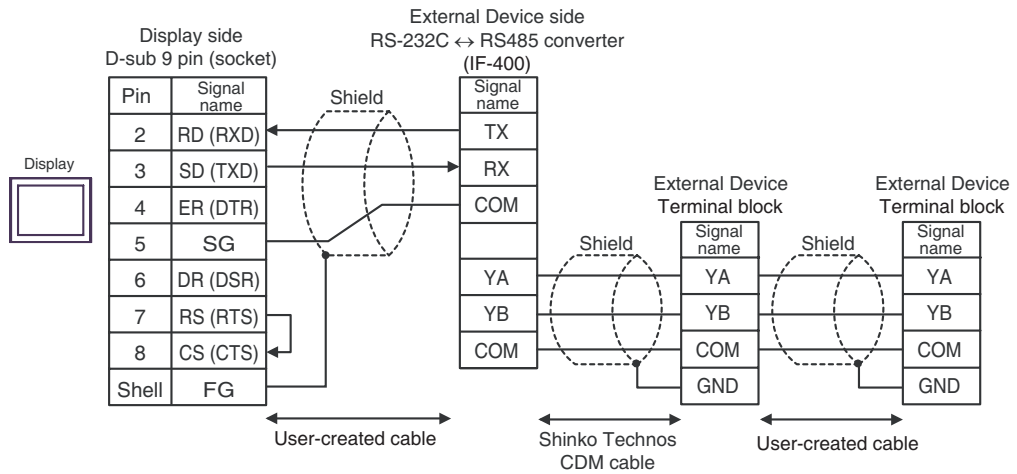 External Device side
RS-232C ↔ RS485 converter
(IF-400)
Display side
D-sub 9 pin (socket)
Display
Pin Signal name
2 RD (RXD)
3 SD (TXD)
4 ER (DTR)
5 SG
6 DR (DSR)
7 RS (RTS)
8 CS (CTS)
Shell FG
Shield
User-created cable
Signal name
TX
RX
COM
YA
YB
COM
Shield
Shinko Technos
CDM cable
External Device
Terminal block
Signal name
YA
YB
COM
GND
Shield
User-created cable
External Device
Terminal block
Signal name
YA
YB
COM
GND